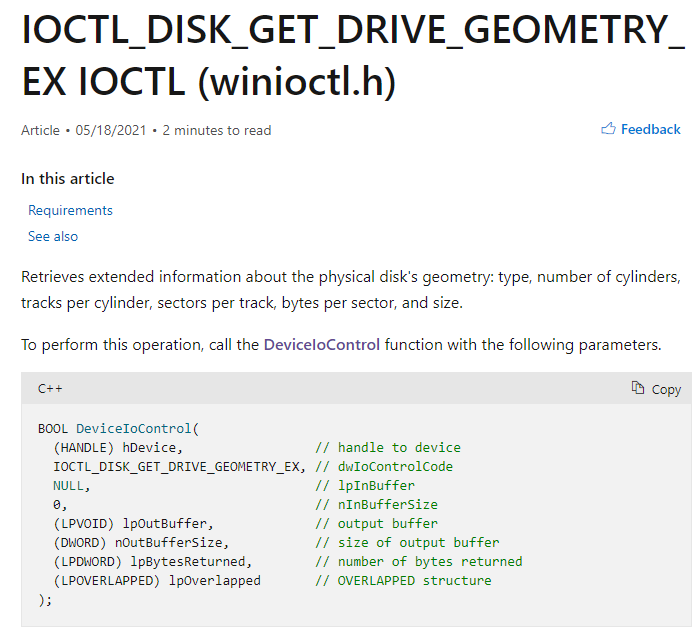 IOCTL_DISK_GET_DRIVE_GEOMETRY_
EX IOCTL (winioctl.h)
Article • 05/18/2021 • 2 minutes to read
Feedback
In this article
Requirements
See also
Retrieves extended information about the physical disk's geometry: type, number of cylinders,
tracks per cylinder, sectors per track, bytes per sector, and size.
To perform this operation, call the DeviceIoControl function with the following parameters.
C++
Copy
BOOL DeviceIoControl(
  (HANDLE) hDevice,                 // handle to device
  IOCTL_DISK_GET_DRIVE_GEOMETRY_EX, // dwIoControlCode
  NULL,                             // lpInBuffer
  0,                                // nInBufferSize
  (LPVOID) lpOutBuffer,             // output buffer
  (DWORD) nOutBufferSize,           // size of output buffer
  (LPDWORD) lpBytesReturned,        // number of bytes returned
  (LPOVERLAPPED) lpOverlapped       // OVERLAPPED structure
);